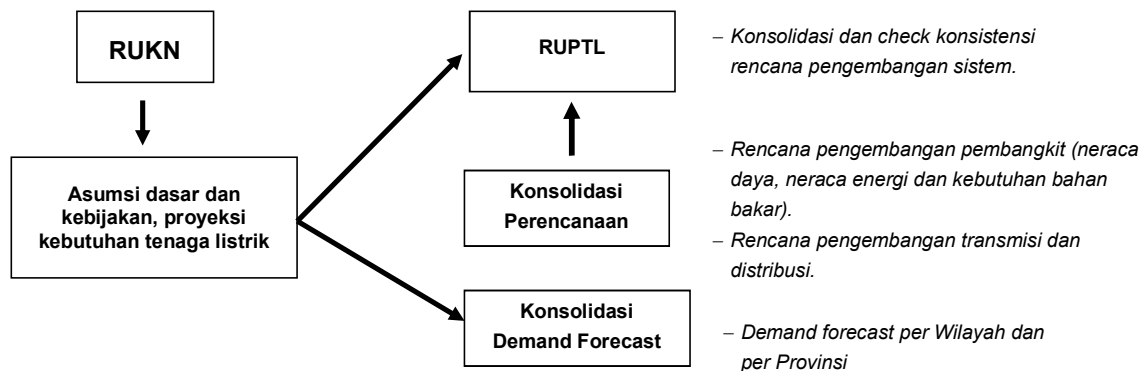 RUKN
Asumsi dasar dan
kebijakan, proyeksi
kebutuhan tenaga listrik
RUPTL
Konsolidasi
Perencanaan
Konsolidasi
Demand Forecast
– Konsolidasi dan check konsistensi
rencana pengembangan sistem.
– Rencana pengembangan pembangkit (neraca
daya, neraca energi dan kebutuhan bahan
bakar).
– Rencana pengembangan transmisi dan
distribusi.
– Demand forecast per Wilayah dan
per Provinsi